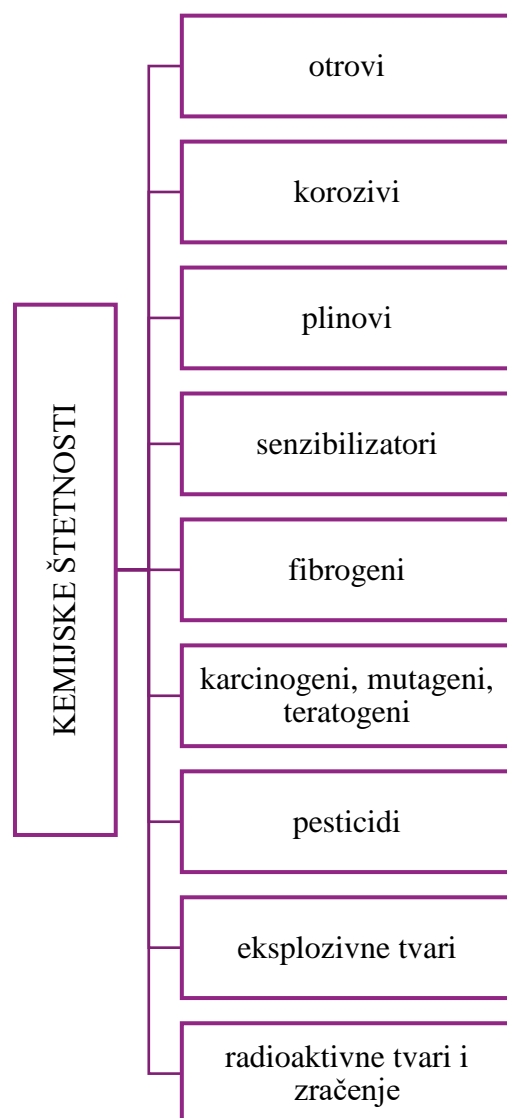 KEMIJSKE ŠTETNOSTI
otrovi
korozivi
plinovi
senzibilizatori
fibrogeni
karcinogeni, mutageni,
teratogeni
pesticidi
eksplozivne tvari
radioaktivne tvari i
zračenje